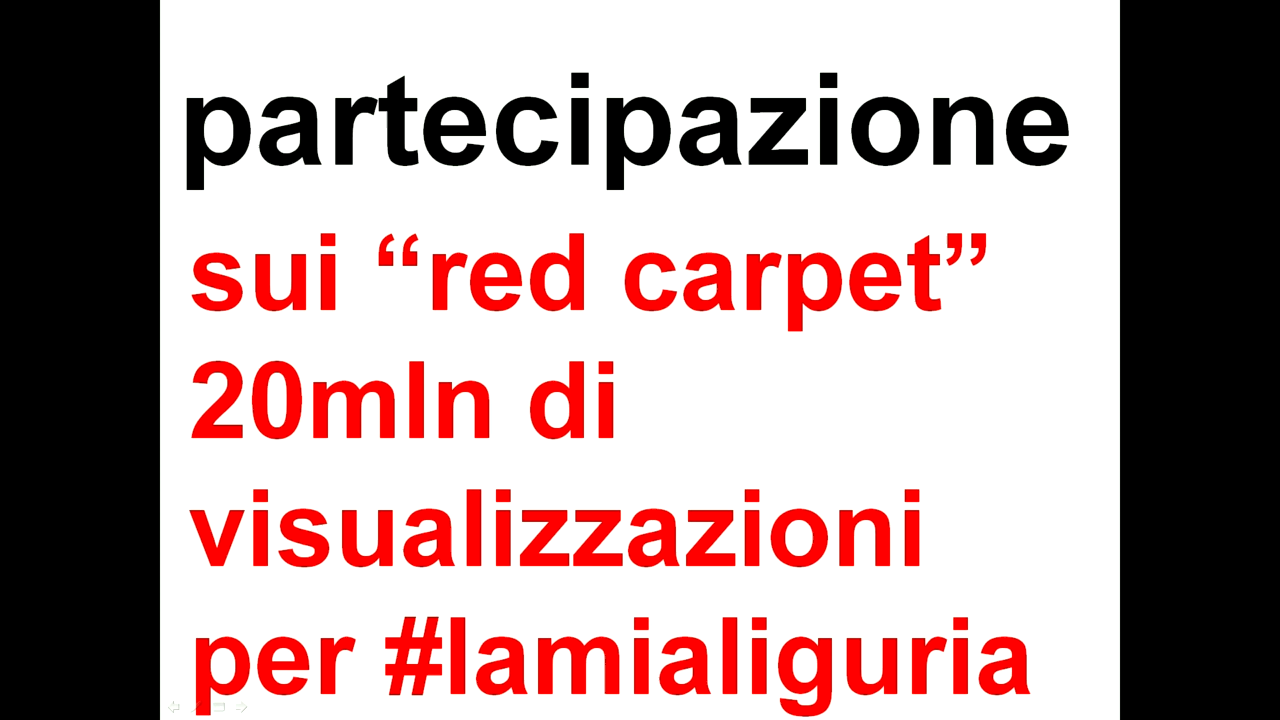 partecipazione
sui “red carpet”
20mln di
visualizzazioni
per #lamialiguria